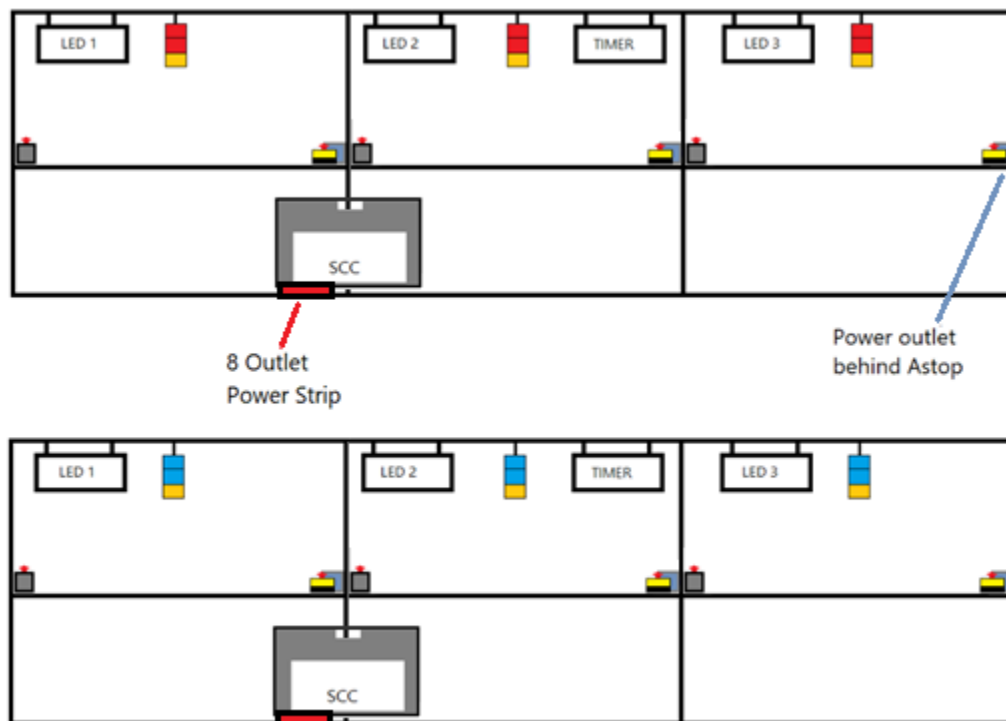 LED 1
LED 2
TIMER
LED 3
SCC
8 Outlet
Power Strip
Power outlet
behind Astop
LED 1
LED 2
TIMER
LED 3
SCC